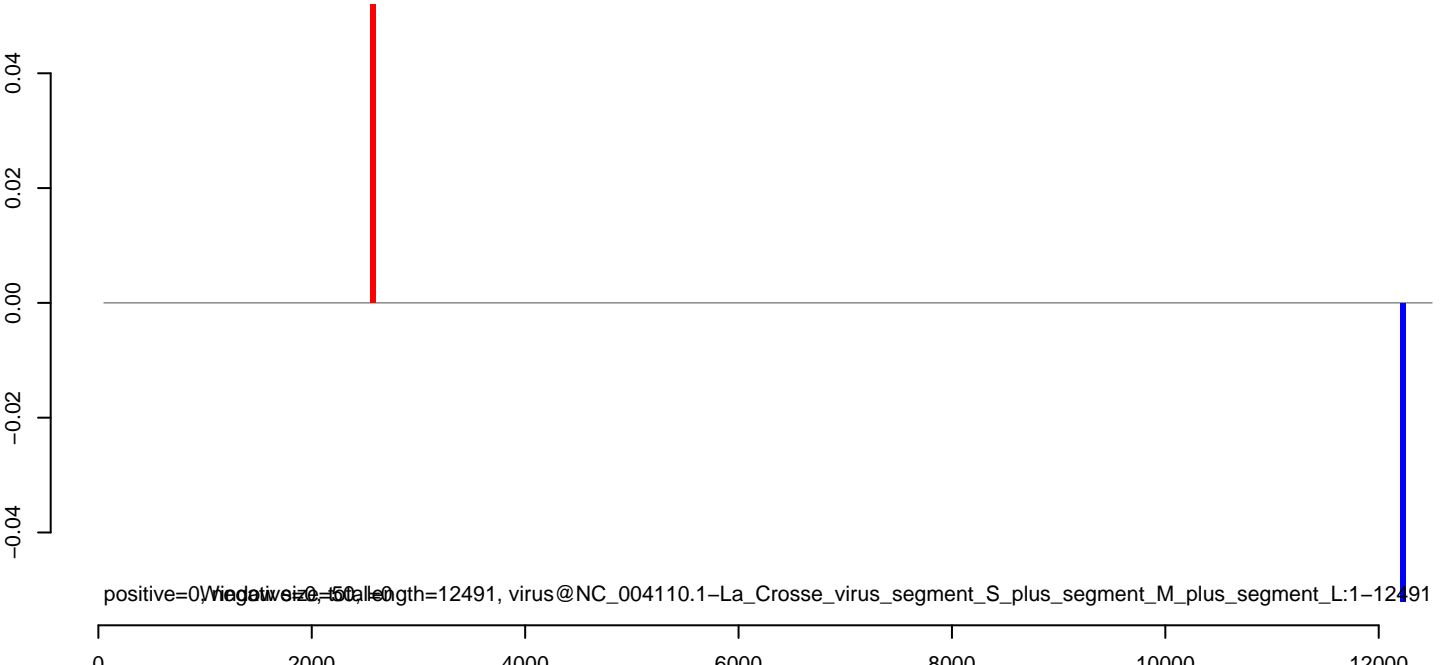 0.04
0.02
0.00
−0.02
−0.04
positive=0, negative=0, total=0
Window size=50, length=12491, virus@NC_004110.1−La_Crosse_virus_segment_S_plus_segment_M_plus_segment_L:1−12491
0 2000 4000 6000 8000 10000 12000